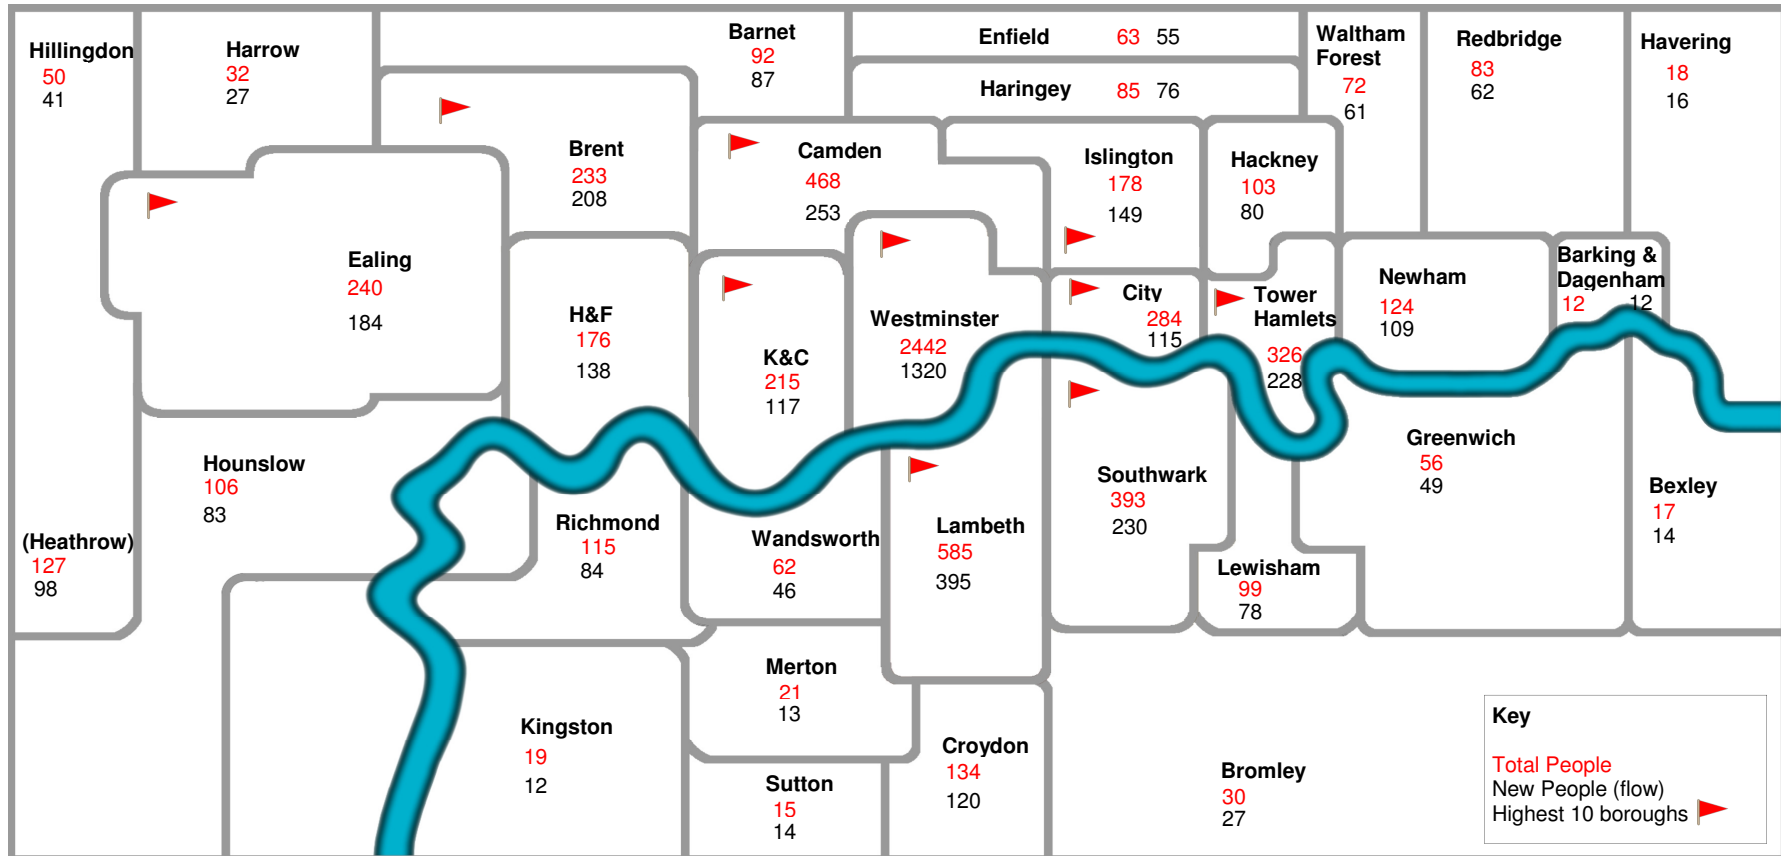 Hillingdon
50
41
Harrow
32
27
Barnet
92
87
Enfield 63 55
Haringey 85 76
Waltham
Forest
72
61
Redbridge
83
62
Havering
18
16
Brent
233
208
Camden
468
253
Islington
178
149
Hackney
103
80
Ealing
240
184
H&F
176
138
K&C
215
117
Westminster
2442
1320
City
284
115
Tower
Hamlets
326
228
Newham
124
109
Barking &
Dagenham
12 12
Hounslow
106
83
(Heathrow)
127
98
Richmond
115
84
Wandsworth
62
46
Lambeth
585
395
Southwark
393
230
Lewisham
99
78
Greenwich
56
49
Bexley
17
14
Kingston
19
12
Merton
21
13
Sutton
15
14
Croydon
134
120
Bromley
30
27
Key
Total People
New People (flow)
Highest 10 boroughs